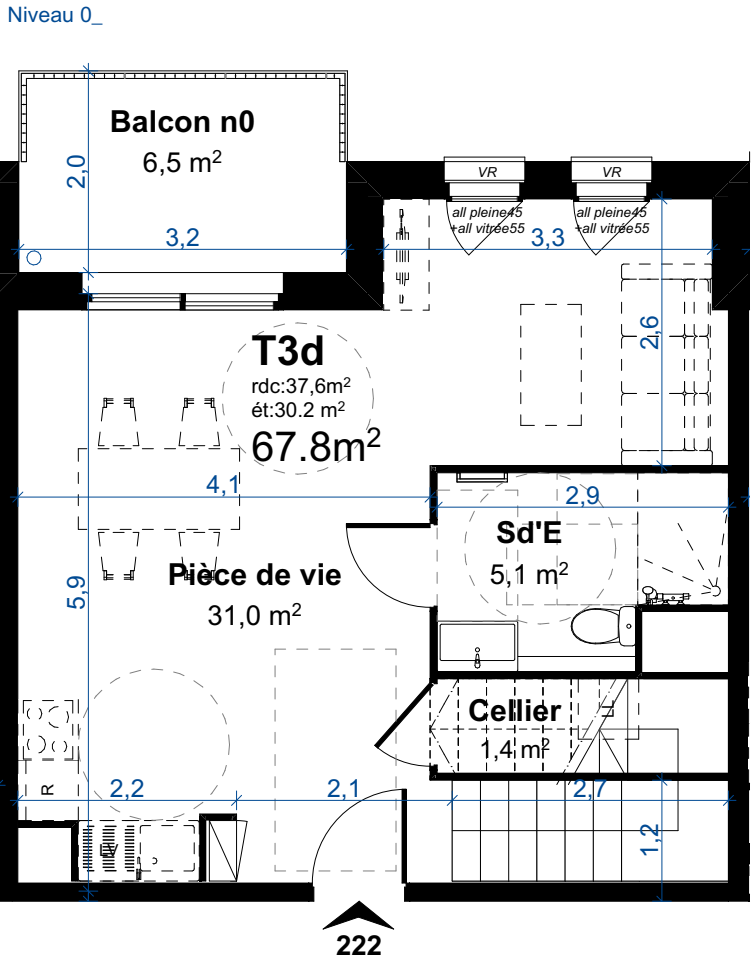 Niveau 0_
Balcon n0
6,5 m²
2,0
3,2
VR
VR
all pleine45
+all vitrée55
all pleine45
+all vitrée55
3,3
2,6
T3d
rdc:37,6m²
ét:30.2 m²
67.8m²
4,1
2,9
Sd'E
5,1 m²
5,9
Pièce de vie
31,0 m²
Cellier
1,4 m²
LL
R
2,2
2,1
2,7
1,2
LV
222